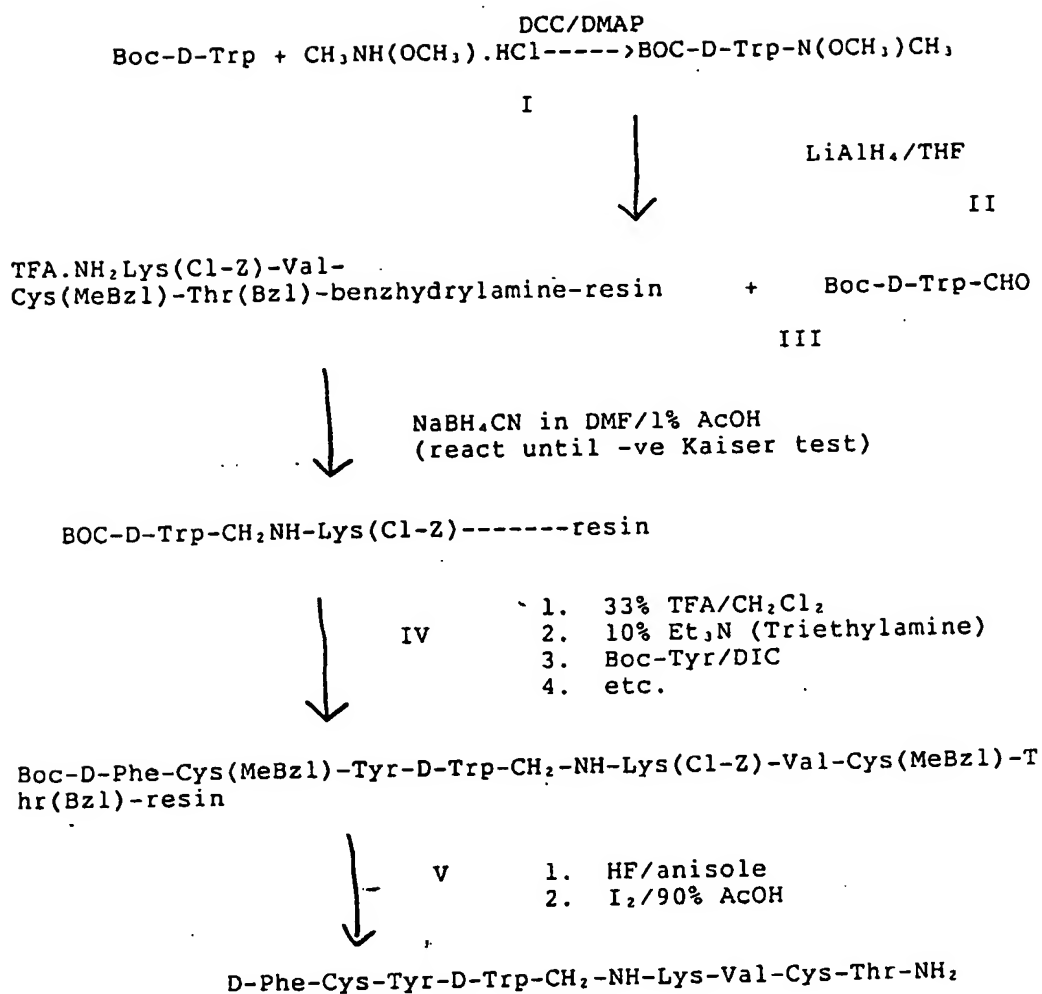 DCC/DMAP
Boc-D-Trp + CH₃NH(OCH₃).HCl----->BOC-D-Trp-N(OCH₃)CH₃
I
LiAlH₄/THF
II
TFA.NH₂Lys(Cl-Z)-Val-
Cys(MeBzl)-Thr(Bzl)-benzhydrylamine-resin + Boc-D-Trp-CHO
III
NaBH₄CN in DMF/1% AcOH
(react until -ve Kaiser test)
BOC-D-Trp-CH₂NH-Lys(Cl-Z)-------resin
1. 33% TFA/CH₂Cl₂
IV 2. 10% Et₃N (Triethylamine)
3. Boc-Tyr/DIC
4. etc.
Boc-D-Phe-Cys(MeBzl)-Tyr-D-Trp-CH₂-NH-Lys(Cl-Z)-Val-Cys(MeBzl)-T
hr(Bzl)-resin
V 1. HF/anisole
2. I₂/90% AcOH
D-Phe-Cys-Tyr-D-Trp-CH₂-NH-Lys-Val-Cys-Thr-NH₂